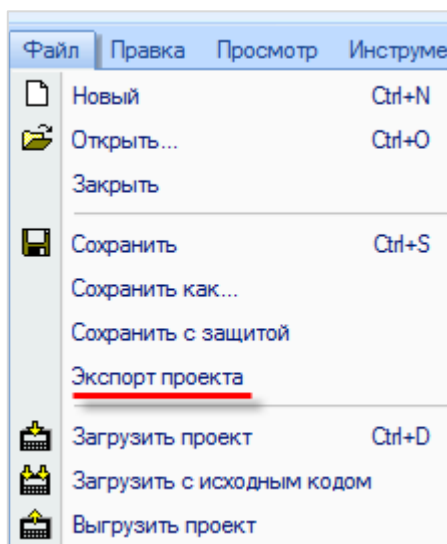 Файл Правка Просмотр Инструме
Новый Ctrl+N
Открыть... Ctrl+O
Закрыть
Сохранить Ctrl+S
Сохранить как...
Сохранить с защитой
Экспорт проекта
Загрузить проект Ctrl+D
Загрузить с исходным кодом
Выгрузить проект